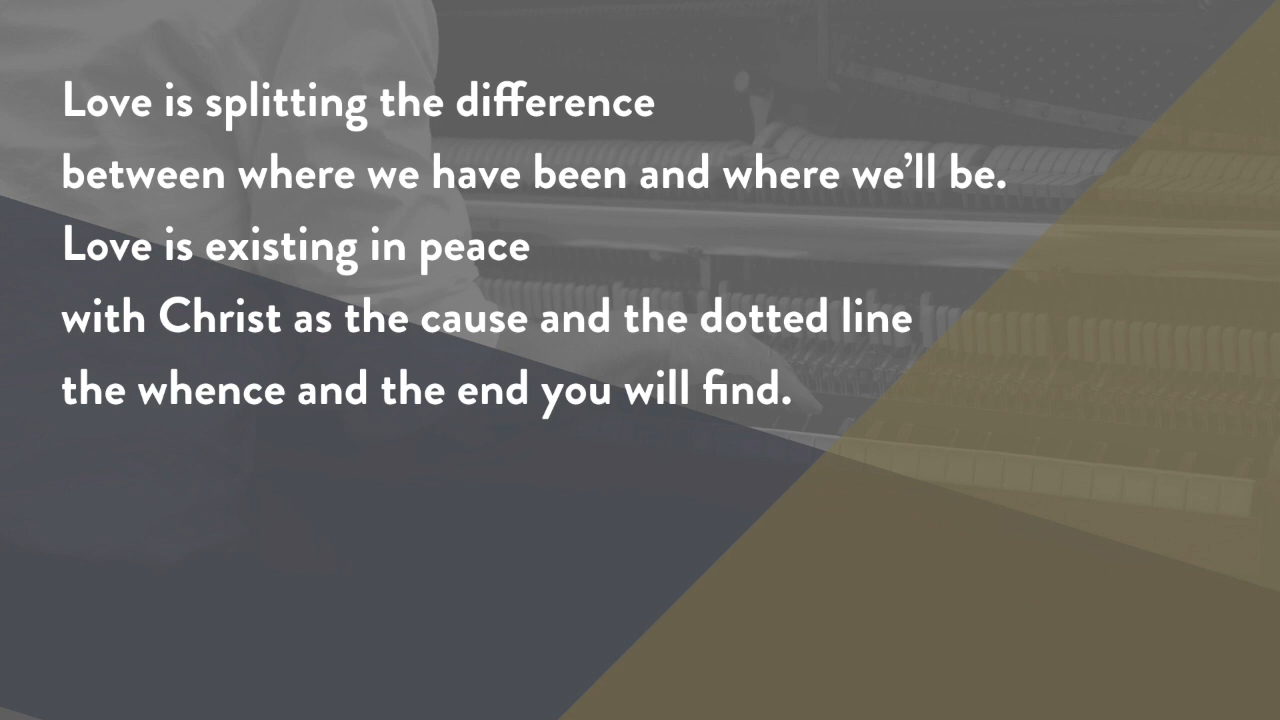 Love is splitting the difference
between where we have been and where we’ll be.
Love is existing in peace
with Christ as the cause and the dotted line
the whence and the end you will find.